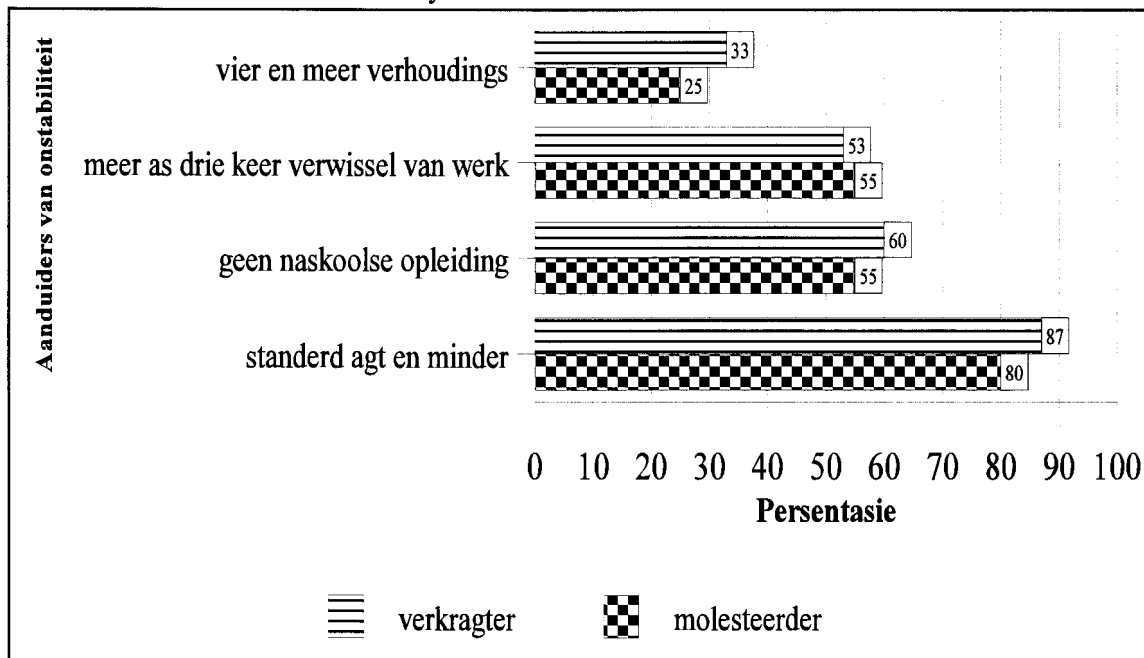 Aanduiders van onstabiliteit
vier en meer verhoudings
33
25
meer as drie keer verwissel van werk
53
55
geen naskoolse opleiding
60
55
standerd agt en minder
87
80
0 10 20 30 40 50 60 70 80 90 100
Persentasie
verkragter molesteerder